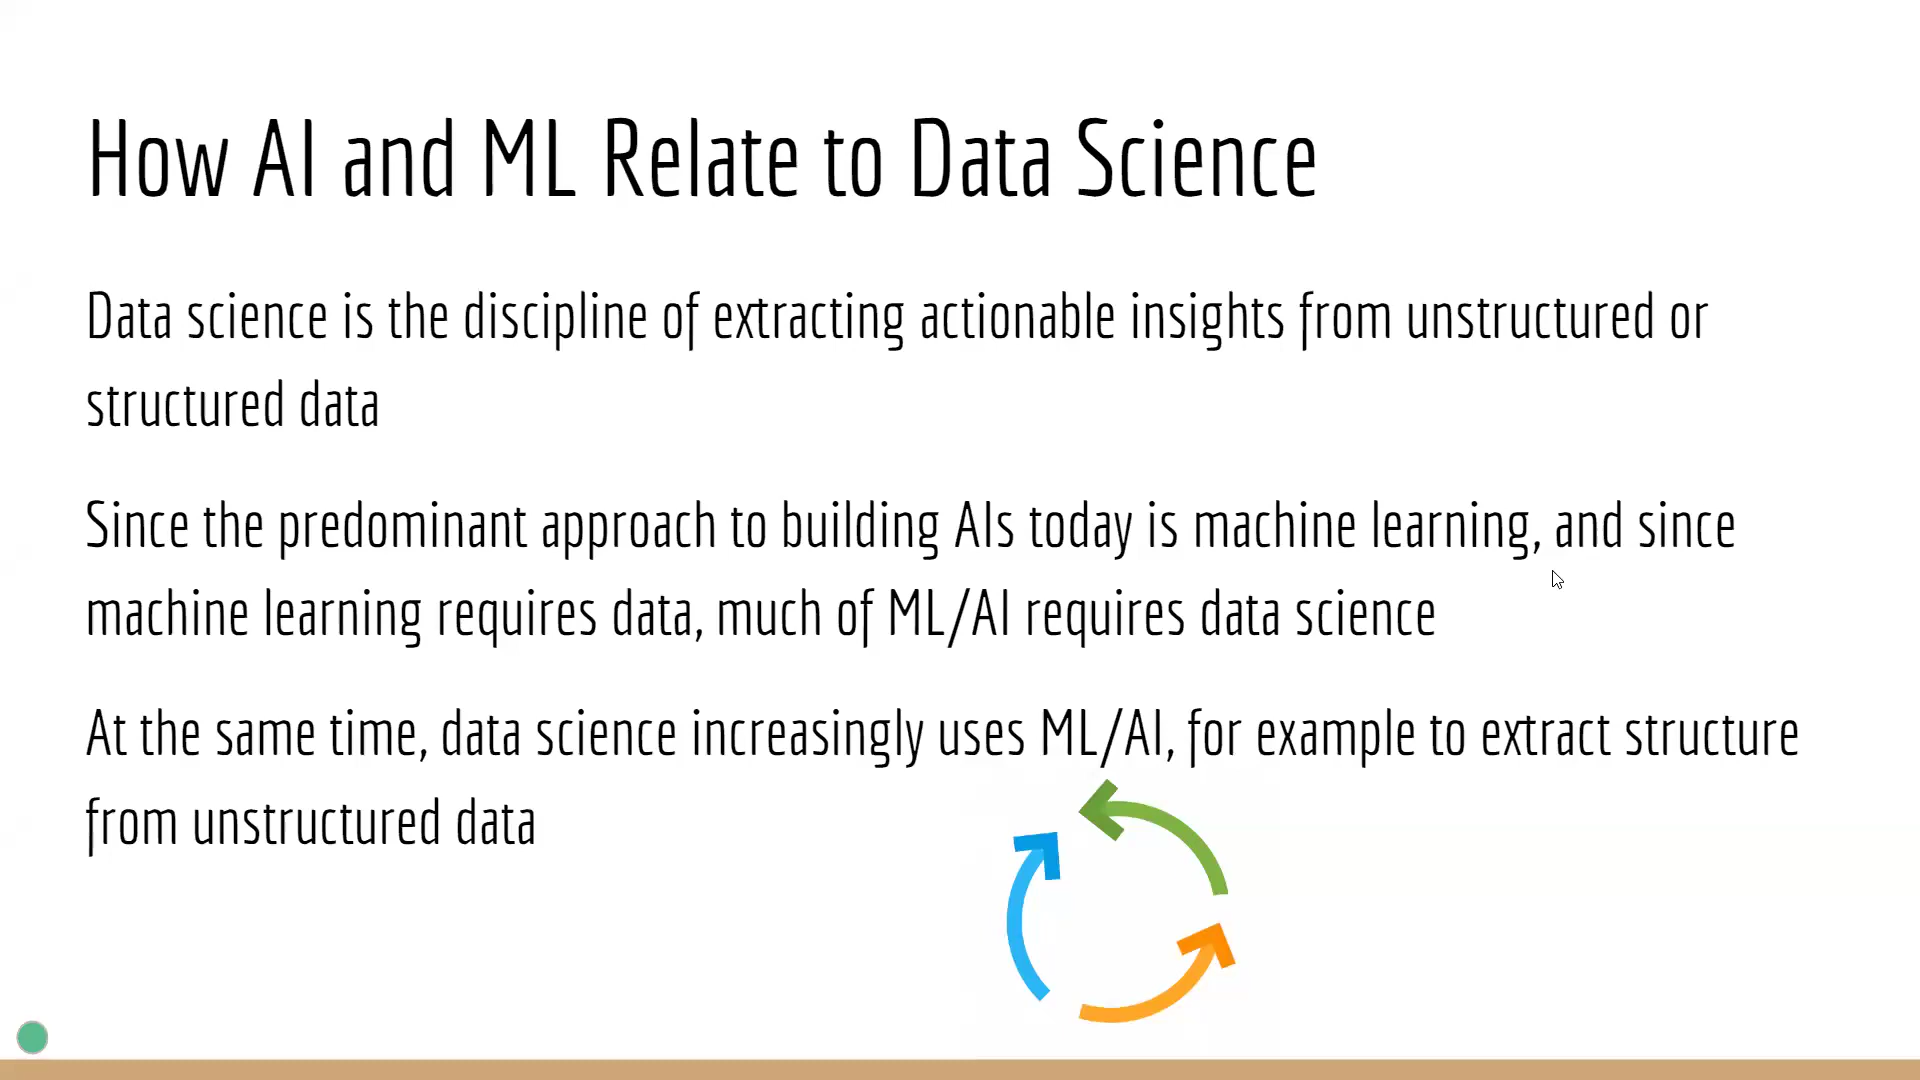 How AI and ML Relate to Data Science
Data science is the discipline of extracting actionable insights from unstructured or
structured data
Since the predominant approach to building AIs today is machine learning, and since
machine learning requires data, much of ML/AI requires data science
At the same time, data science increasingly uses ML/AI, for example to extract structure
from unstructured data